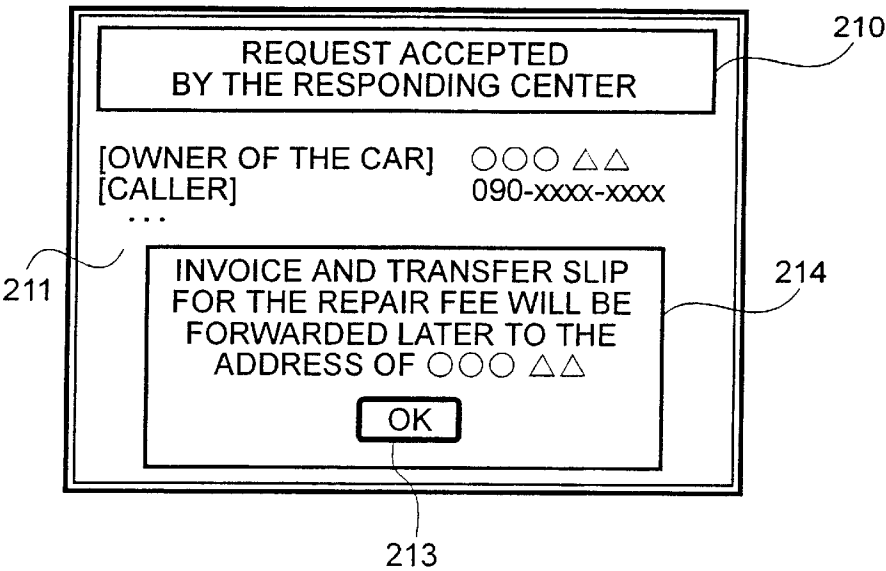 REQUEST ACCEPTED
BY THE RESPONDING CENTER
210
[OWNER OF THE CAR] ○○○ △△
[CALLER] 090-xxxx-xxxx
...
211
INVOICE AND TRANSFER SLIP
FOR THE REPAIR FEE WILL BE
FORWARDED LATER TO THE
ADDRESS OF ○○○ △△
214
OK
213